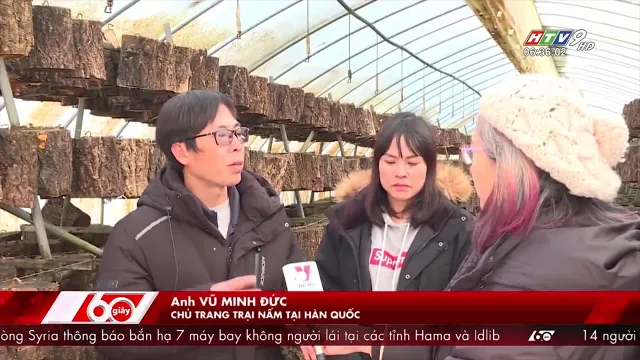 HTV9 HD
06:36:02
SUPREME
60 giây
Anh VŨ MINH ĐỨC
CHỦ TRANG TRẠI NẤM TẠI HÀN QUỐC
òng Syria thông báo bắn hạ 7 máy bay không người lái tại các tỉnh Hama và Idlib
60
14 người